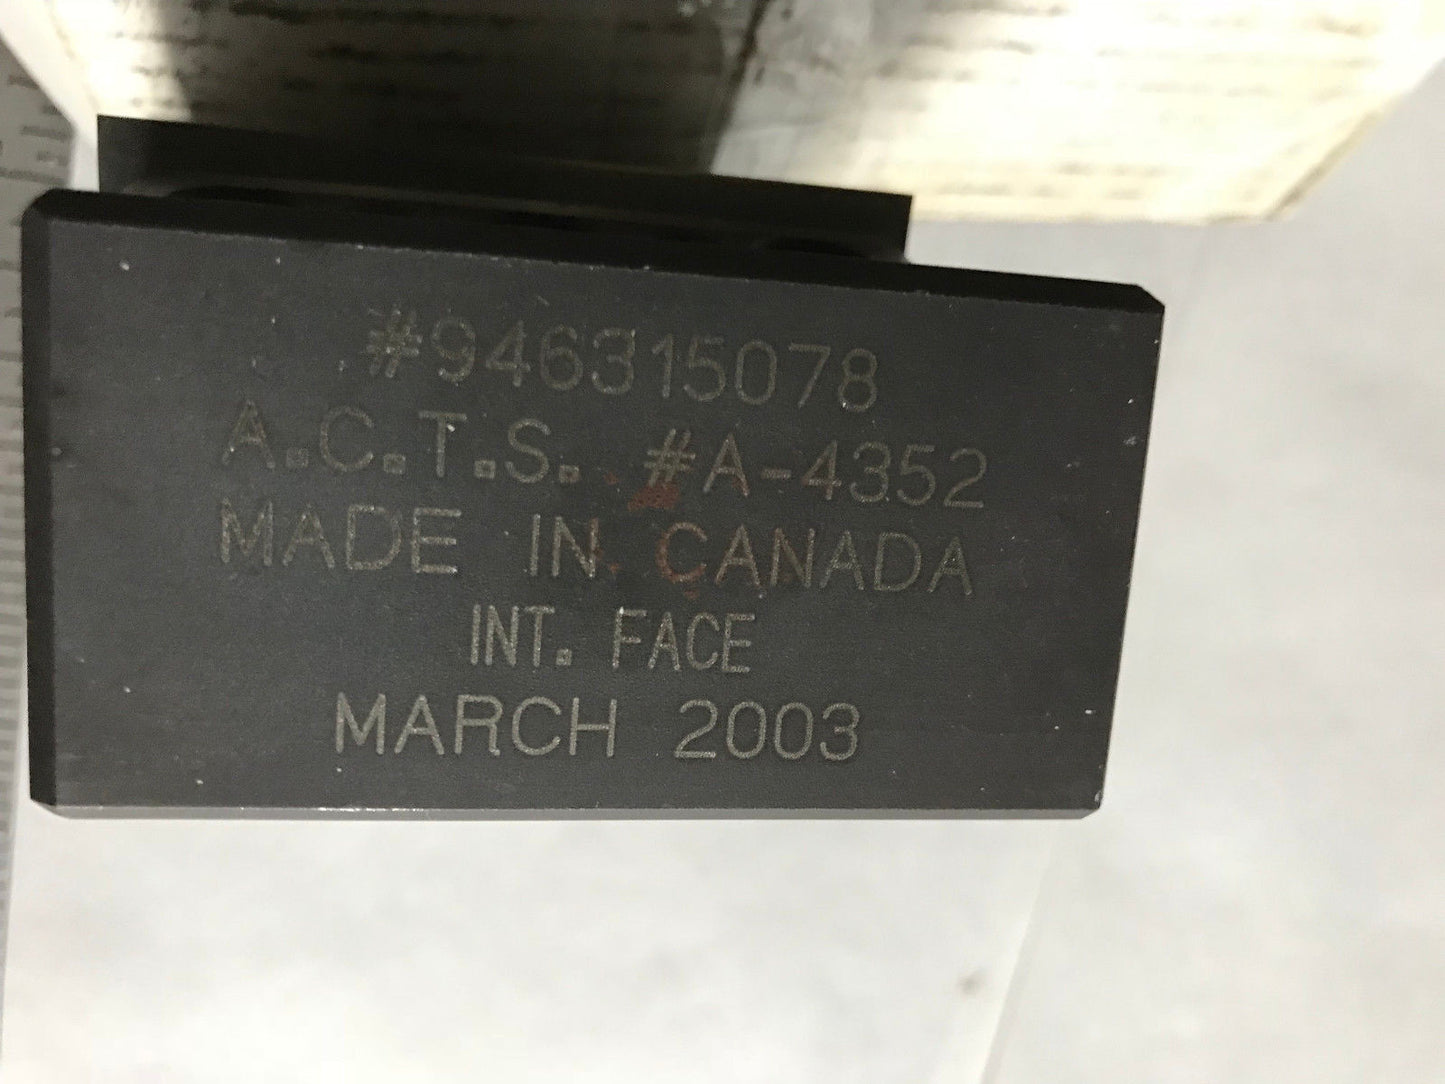 #946315078
A.C.T.S. #A-4352
MADE IN CANADA
INT. FACE
MARCH 2003